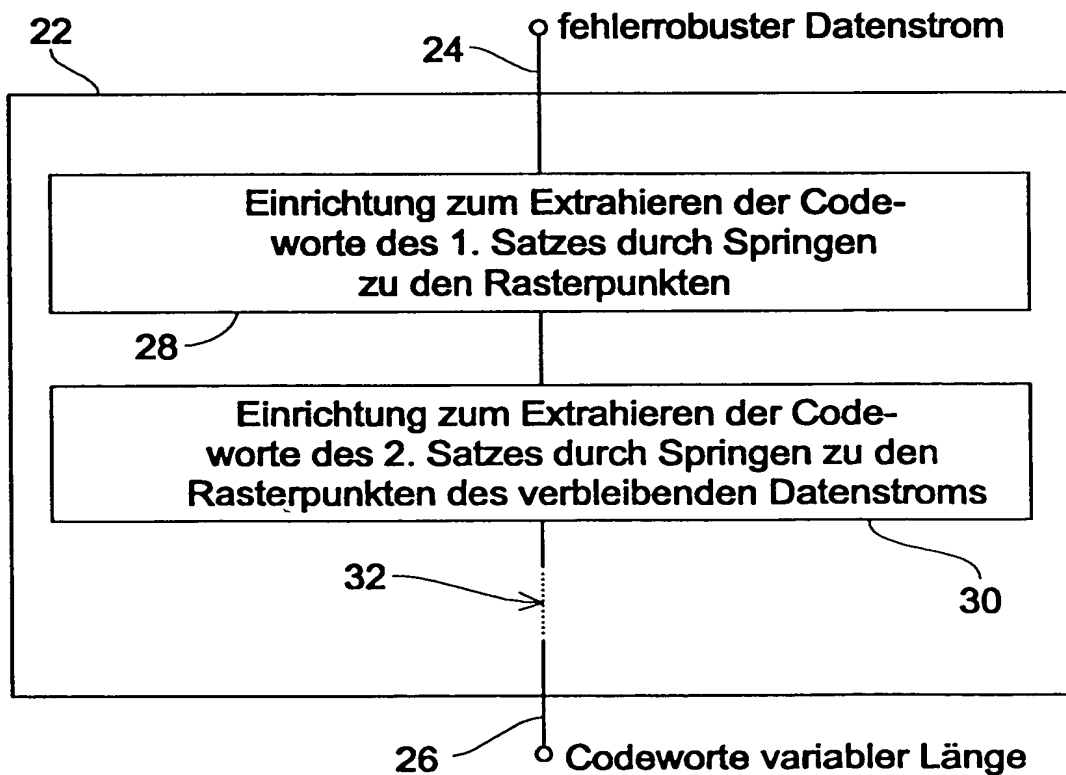 22
24
fehlerrobuster Datenstrom
Einrichtung zum Extrahieren der Code-
worte des 1. Satzes durch Springen
zu den Rasterpunkten
28
Einrichtung zum Extrahieren der Code-
worte des 2. Satzes durch Springen zu den
Rasterpunkten des verbleibenden Datenstroms
32
30
26
Codeworte variabler Länge